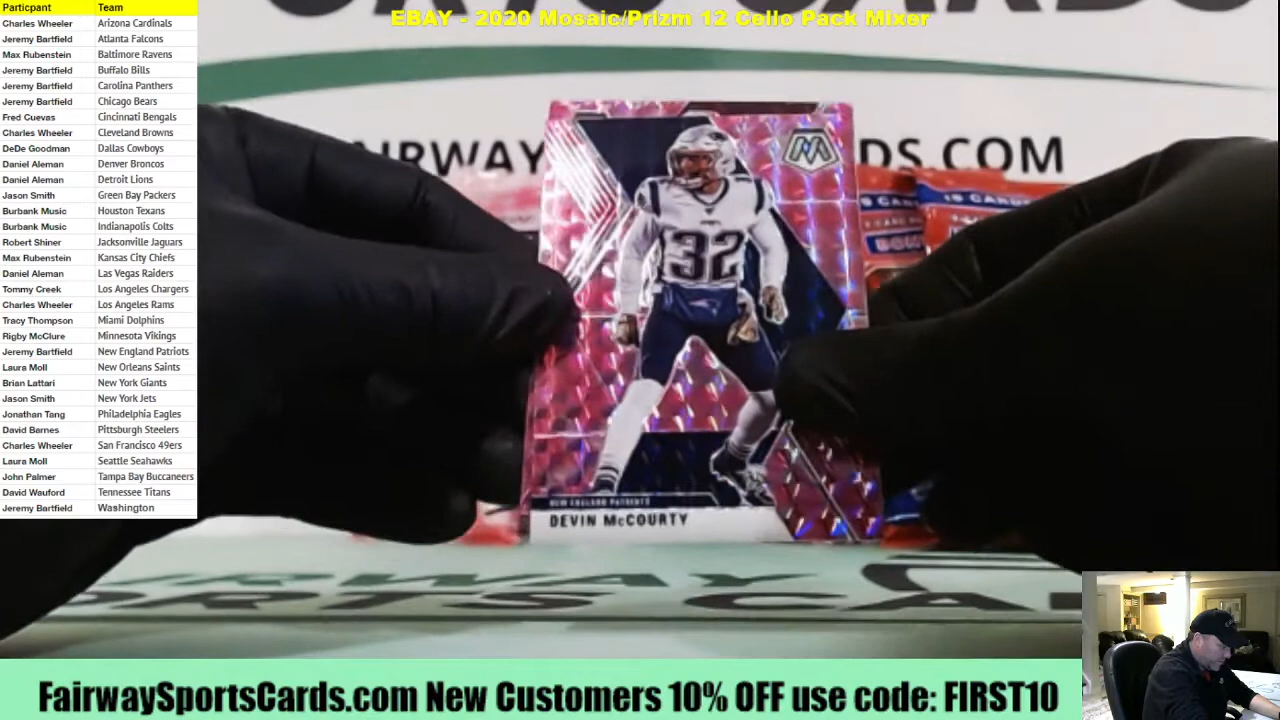 Partcipant Team
Charles Wheeler Arizona Cardinals
Jeremy Bartfield Atlanta Falcons
Max Rubenstein Baltimore Ravens
Jeremy Bartfield Buffalo Bills
Jeremy Bartfield Carolina Panthers
Jeremy Bartfield Chicago Bears
Fred Cuevas Cincinnati Bengals
Charles Wheeler Cleveland Browns
DeDe Goodman Dallas Cowboys
Daniel Aleman Denver Broncos
Daniel Aleman Detroit Lions
Jason Smith Green Bay Packers
Burbank Music Houston Texans
Burbank Music Indianapolis Colts
Robert Shiner Jacksonville Jaguars
Max Rubenstein Kansas City Chiefs
Daniel Aleman Las Vegas Raiders
Tommy Creek Los Angeles Chargers
Charles Wheeler Los Angeles Rams
Tracy Thompson Miami Dolphins
Rigby McClure Minnesota Vikings
Jeremy Bartfield New England Patriots
Laura Moll New Orleans Saints
Brian Lattari New York Giants
Jason Smith New York Jets
Jonathan Tang Philadelphia Eagles
David Barnes Pittsburgh Steelers
Charles Wheeler San Francisco 49ers
Laura Moll Seattle Seahawks
John Palmer Tampa Bay Buccaneers
David Wauford Tennessee Titans
Jeremy Bartfield Washington
EBAY - 2020 Mosaic/Prizm 12 Cello Pack Mixer
M
32
NEW ENGLAND PATRIOTS
DEVIN McCOURTY
FairwaySportsCards.com New Customers 10% OFF use code: FIRST10